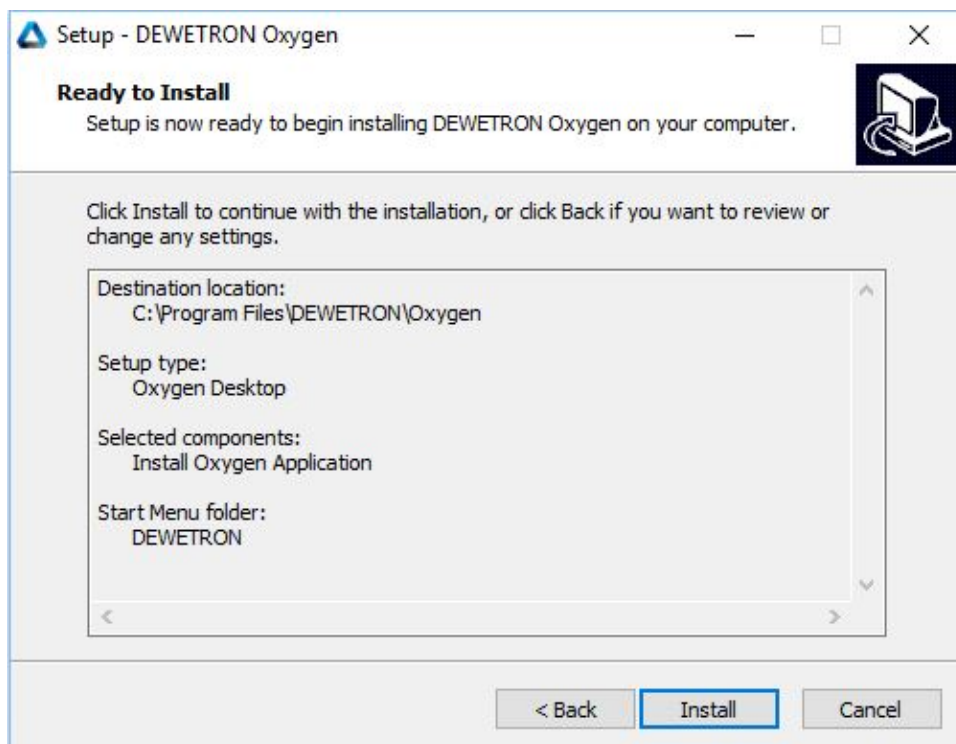 Setup - DEWETRON Oxygen
Ready to Install
Setup is now ready to begin installing DEWETRON Oxygen on your computer.
Click Install to continue with the installation, or click Back if you want to review or
change any settings.
Destination location:
C:\Program Files\DEWETRON\Oxygen
Setup type:
Oxygen Desktop
Selected components:
Install Oxygen Application
Start Menu folder:
DEWETRON
< Back
Install
Cancel